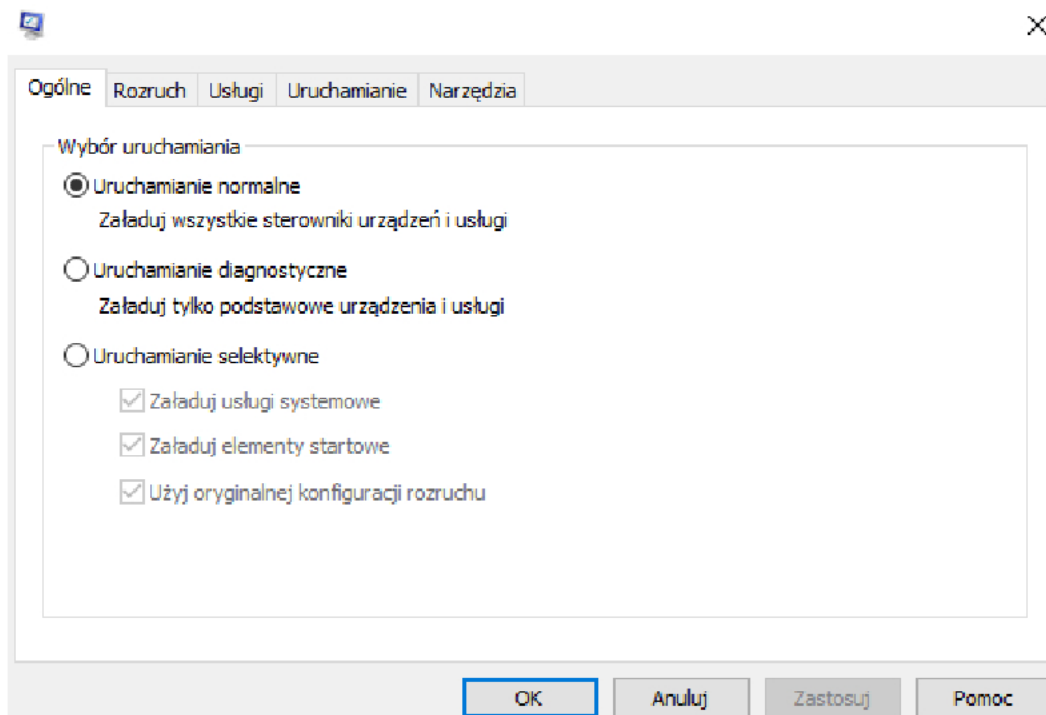 Ogólne Rozruch Usługi Uruchamianie Narzędzia
Wybór uruchamiania
Uruchamianie normalne
Załaduj wszystkie sterowniki urządzeń i usługi
Uruchamianie diagnostyczne
Załaduj tylko podstawowe urządzenia i usługi
Uruchamianie selektywne
Załaduj usługi systemowe
Załaduj elementy startowe
Użyj oryginalnej konfiguracji rozruchu
OK Anuluj Zastosuj Pomoc